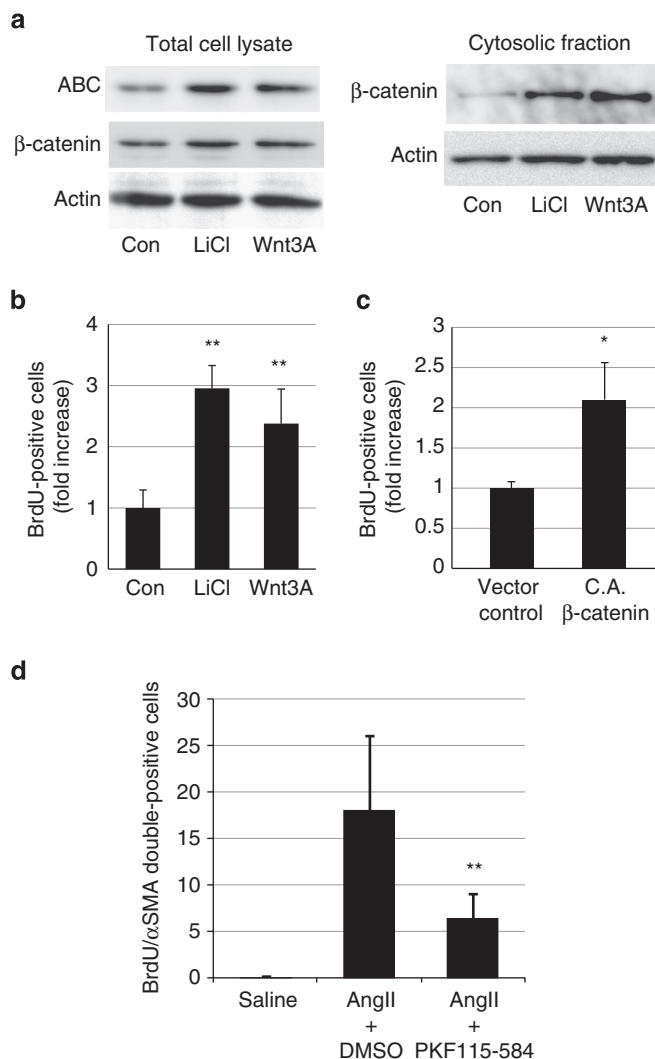 a
Total cell lysate
ABC
β-catenin
Actin
Con LiCl Wnt3A
Cytosolic fraction
β-catenin
Actin
Con LiCl Wnt3A
b
BrdU-positive cells
(fold increase)
4
3
2
1
0
**
**
Con LiCl Wnt3A
c
BrdU-positive cells
(fold increase)
3
2.5
2
1.5
1
0.5
0
*
Vector
control
C.A.
β-catenin
d
BrdU/αSMA double-positive cells
30
25
20
15
10
5
0
**
Saline
AngII
+
DMSO
AngII
+
PKF115-584